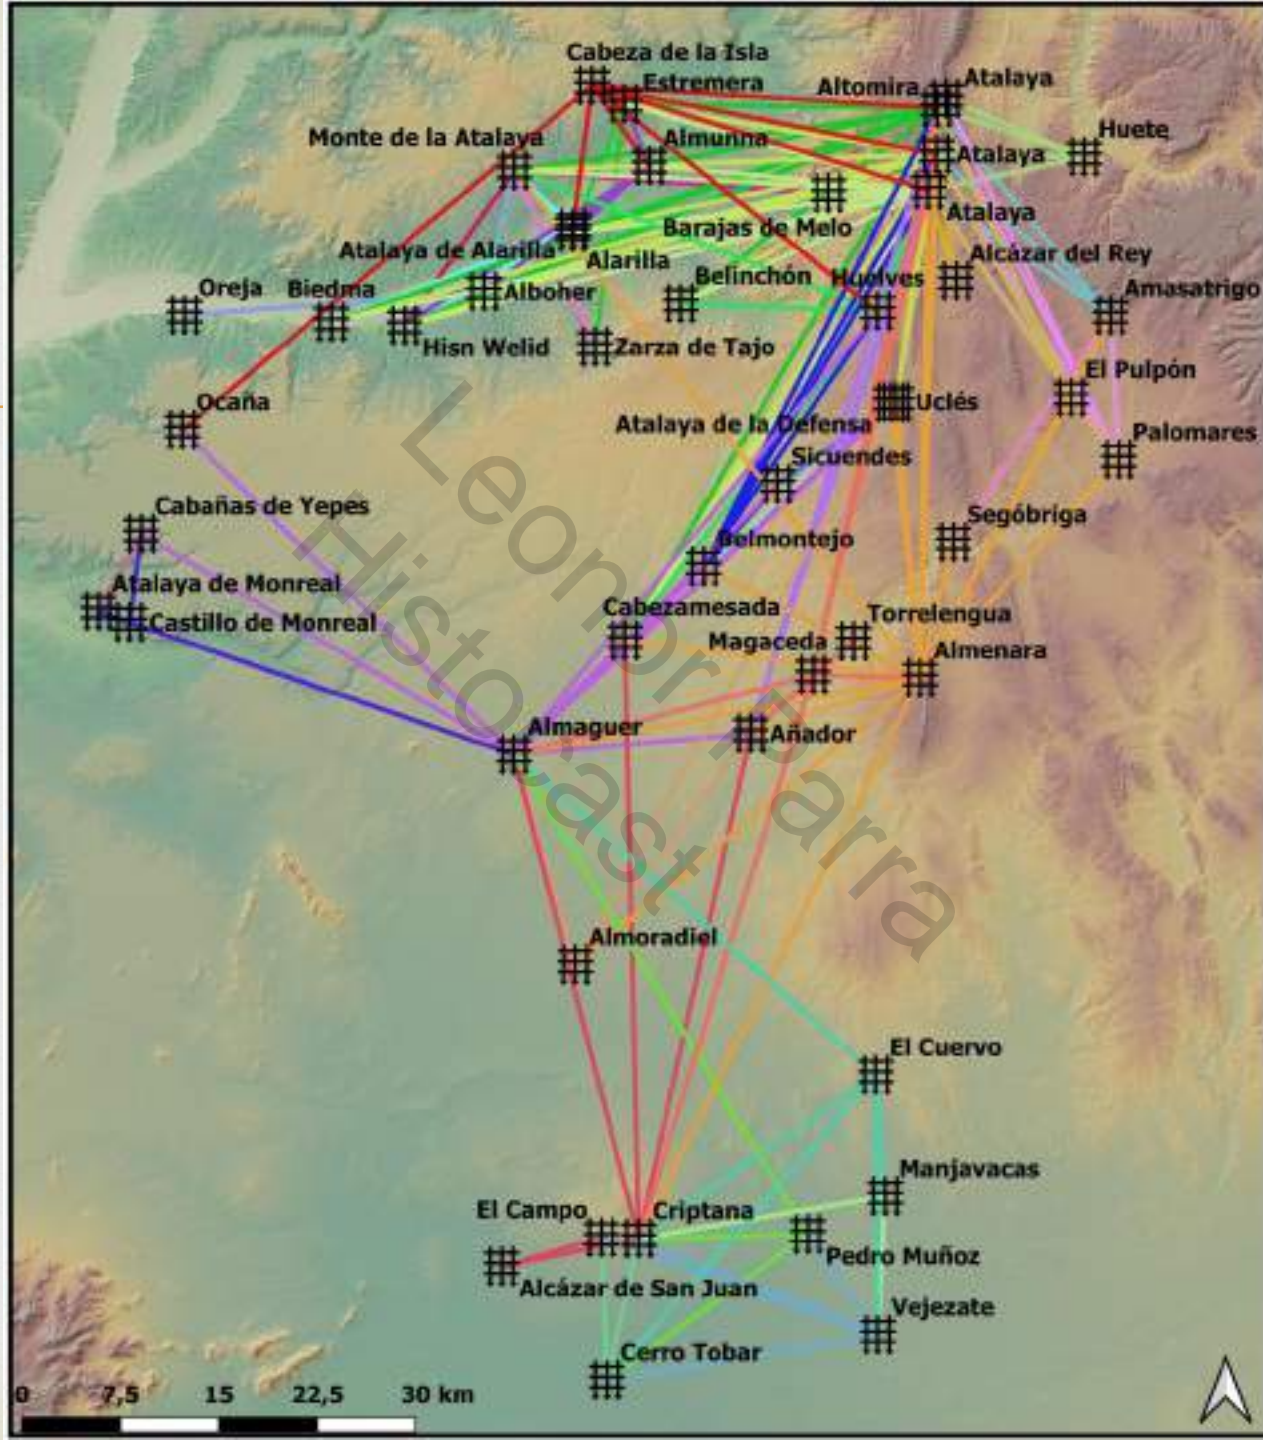 Cabeza de la Isla
Estremera
Altomira
Atalaya
Monte de la Atalaya
Almunna
Huete
Atalaya
Barajas de Melo
Atalaya
Atalaya de Alarilla
Alarilla
Alcázar del Rey
Oreja
Biedma
Alboher
Belinchón
Huelves
Amasatrigo
Hisn Welid
Zarza de Tajo
El Pulpón
Ocaña
Uclés
Atalaya de la Defensa
Palomares
Sicuendes
Cabañas de Yepes
Segóbriga
Belmontejo
Atalaya de Monreal
Castillo de Monreal
Cabezamesada
Torrelengua
Magaceda
Almenara
Almaguer
Añador
Leonor Parra
Histocast
Almoradiel
El Cuervo
Manjavacas
El Campo
Criptana
Pedro Muñoz
Alcázar de San Juan
Vejezate
Cerro Tobar
0 7,5 15 22,5 30 km